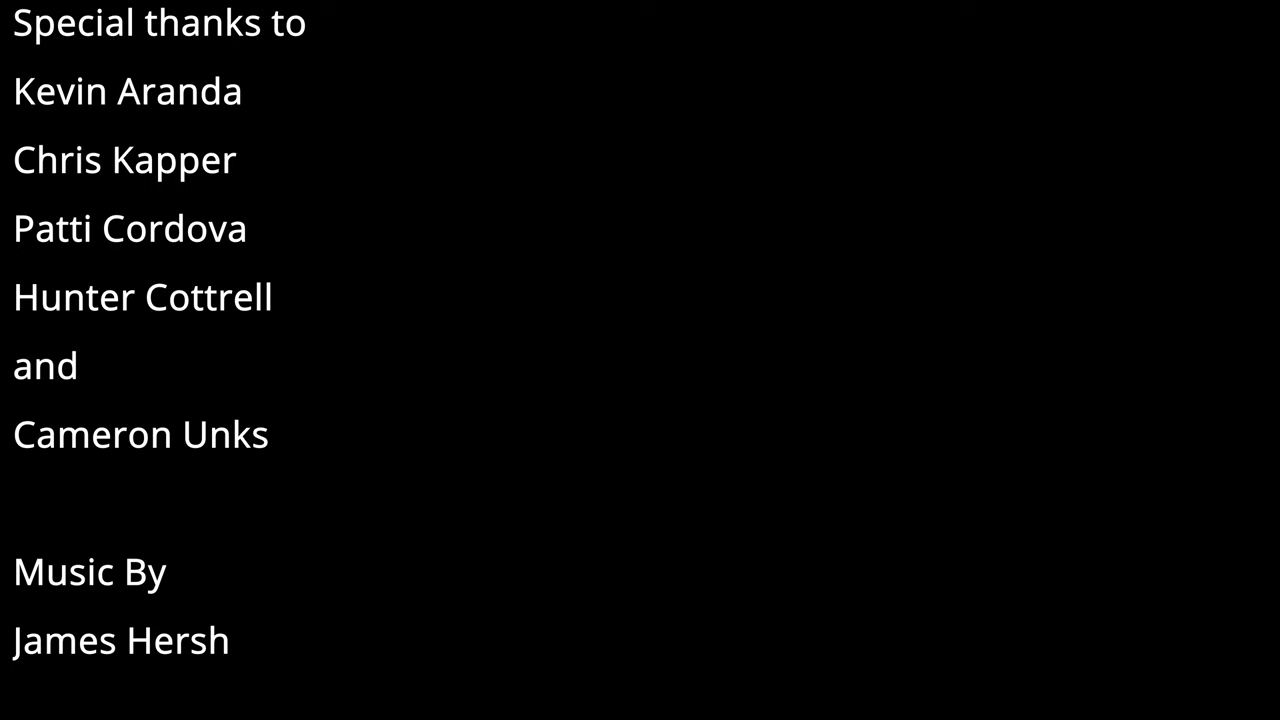 Special thanks to
Kevin Aranda
Chris Kapper
Patti Cordova
Hunter Cottrell
and
Cameron Unks
Music By
James Hersh